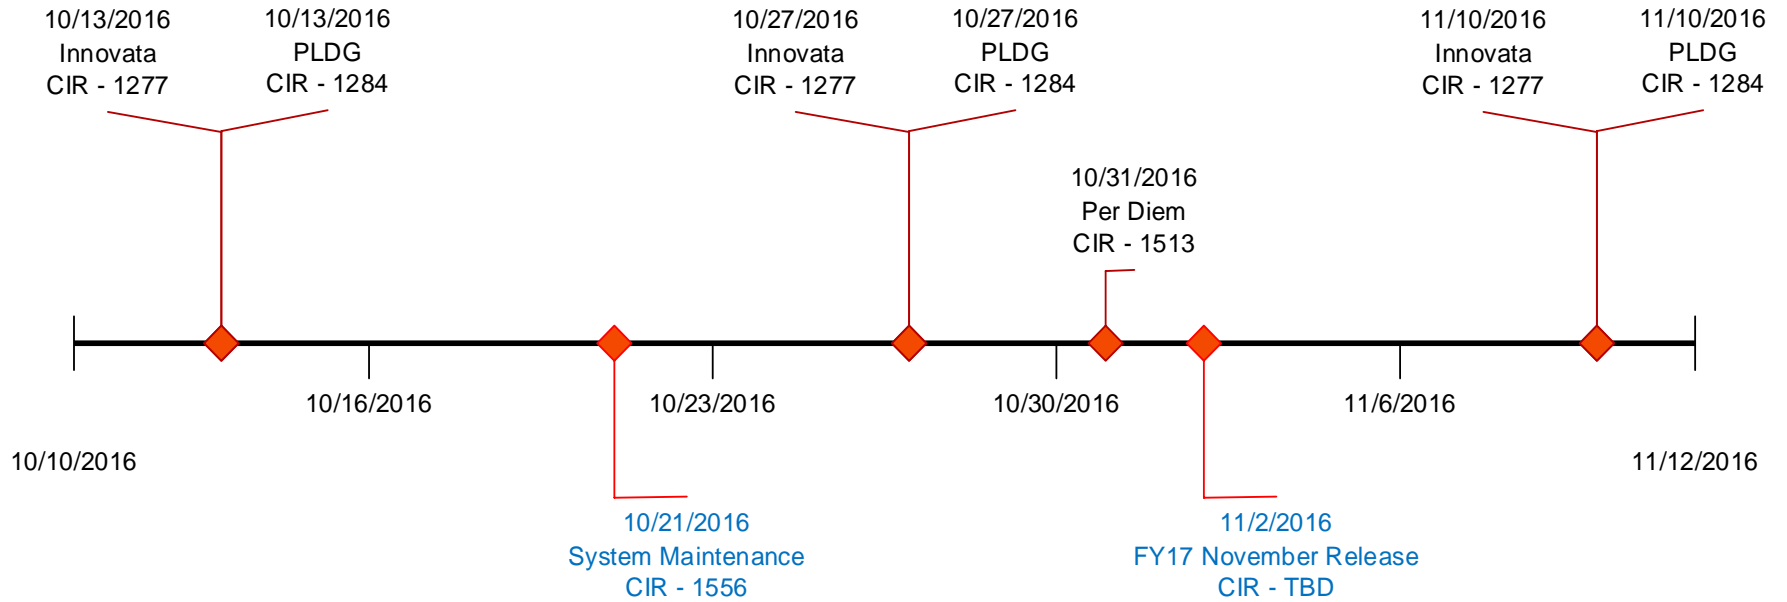 10/13/2016
Innovata
CIR - 1277
10/13/2016
PLDG
CIR - 1284
10/27/2016
Innovata
CIR - 1277
10/27/2016
PLDG
CIR - 1284
11/10/2016
Innovata
CIR - 1277
11/10/2016
PLDG
CIR - 1284
10/31/2016
Per Diem
CIR - 1513
10/16/2016
10/23/2016
10/30/2016
11/6/2016
10/10/2016
11/12/2016
10/21/2016
System Maintenance
CIR - 1556
11/2/2016
FY17 November Release
CIR - TBD